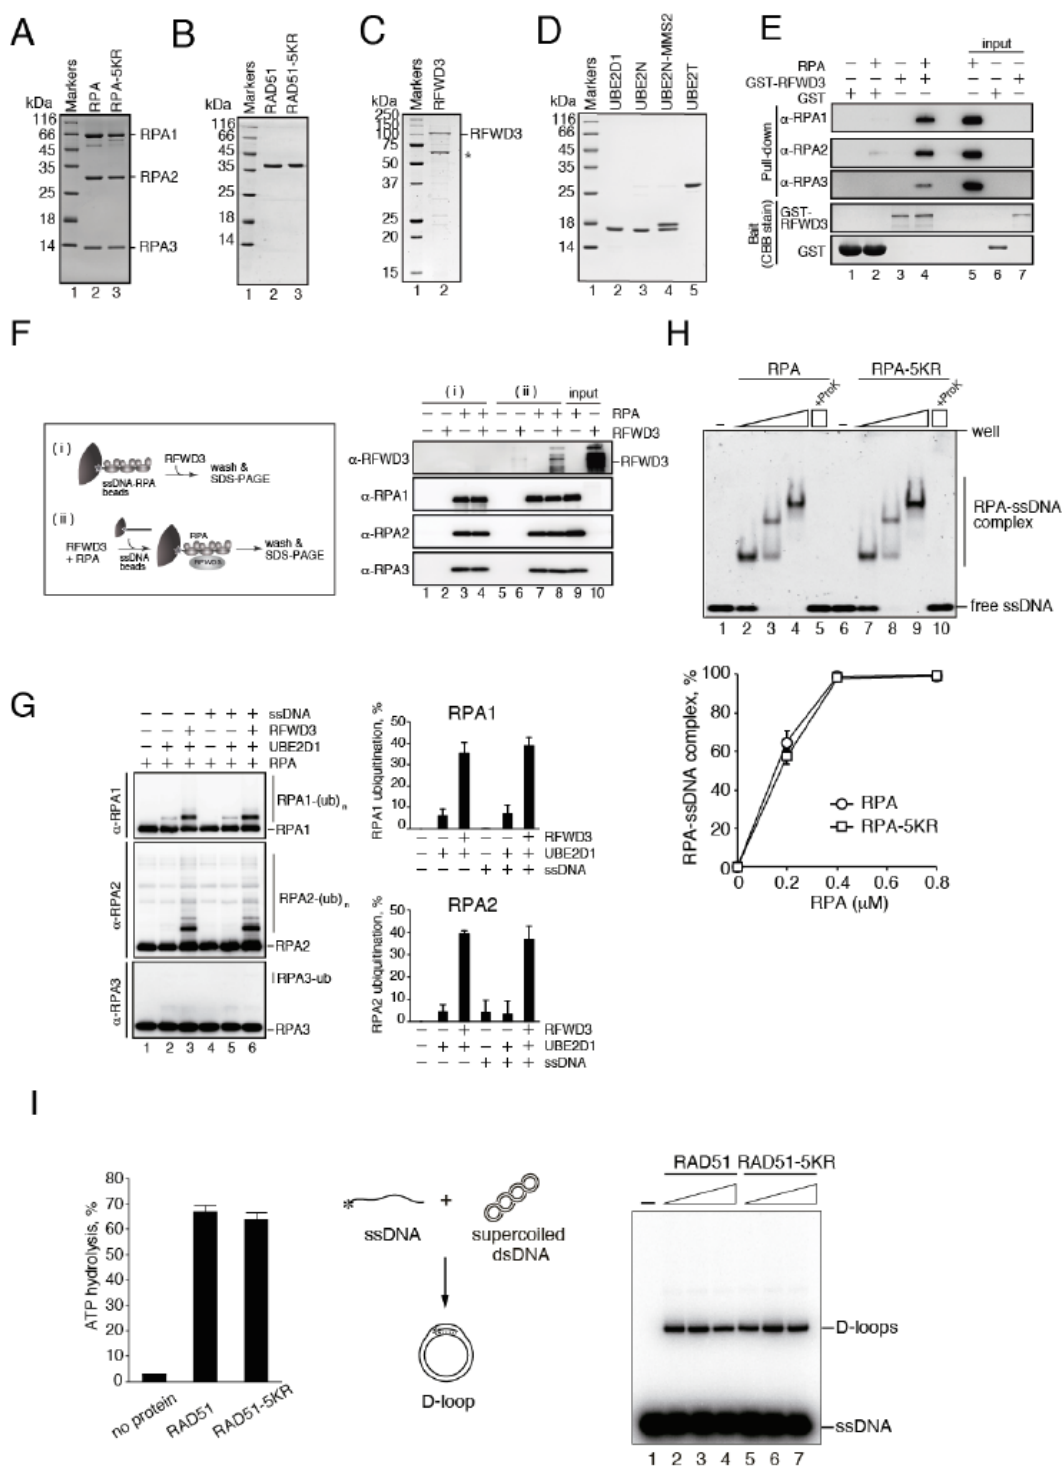 A
kDa
Markers
RPA
RPA-5KR
116
66
45
35
25
18
14
RPA1
RPA2
RPA3
1 2 3
B
kDa
Markers
RAD51
RAD51-5KR
116
66
45
35
25
18
14
1 2 3
C
kDa
Markers
RFWD3
250
150
100
75
50
37
25
20
15
RFWD3
*
1 2
D
kDa
Markers
UBE2D1
UBE2N
UBE2N-MMS2
UBE2T
116
66
45
35
25
18
14
1 2 3 4 5
E
input
RPA − + − + + − −
GST-RFWD3 − − + + − − +
GST + + − − − + −
Pull-down
α-RPA1
α-RPA2
α-RPA3
Bait
(CBB stain)
GST-
RFWD3
GST
1 2 3 4 5 6 7
F
(i)
RFWD3
ssDNA-RPA
beads
wash &
SDS-PAGE
(ii)
RFWD3
+ RPA
ssDNA
beads
RPA
RFWD3
wash &
SDS-PAGE
(i) (ii) input
− − + + − − + + + − RPA
− + − + − + − + − + RFWD3
α-RFWD3
RFWD3
α-RPA1
α-RPA2
α-RPA3
1 2 3 4 5 6 7 8 9 10
H
RPA RPA-5KR
+ProK +ProK
− −
well
RPA-ssDNA
complex
free ssDNA
1 2 3 4 5 6 7 8 9 10
RPA-ssDNA complex, %
100
80
60
40
20
0
RPA
RPA-5KR
0 0.2 0.4 0.6 0.8
RPA (μM)
G
− − − + + + ssDNA
− − + − − + RFWD3
− + + − + + UBE2D1
+ + + + + + RPA
α-RPA1
RPA1-(ub)n
RPA1
α-RPA2
RPA2-(ub)n
RPA2
α-RPA3
RPA3-ub
RPA3
1 2 3 4 5 6
RPA1
RPA1 ubiquitination, %
50
40
30
20
10
0
− − + − − + RFWD3
− + + − + + UBE2D1
− − − + + + ssDNA
RPA2
RPA2 ubiquitination, %
50
40
30
20
10
0
− − + − − + RFWD3
− + + − + + UBE2D1
− − − + + + ssDNA
I
ATP hydrolysis, %
80
70
60
50
40
30
20
10
0
no protein
RAD51
RAD51-5KR
*
+
ssDNA
supercoiled
dsDNA
D-loop
RAD51 RAD51-5KR
−
D-loops
ssDNA
1 2 3 4 5 6 7